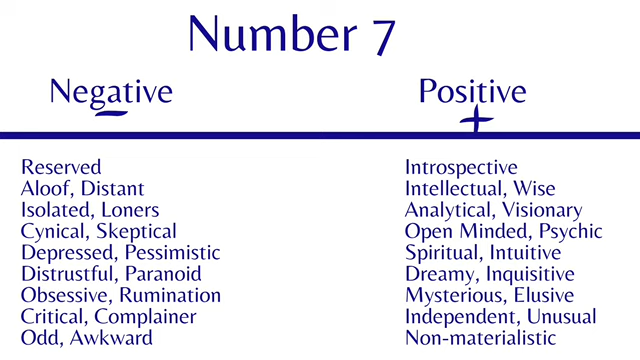 Number 7
Negative
Positive
−
+
Reserved
Aloof, Distant
Isolated, Loners
Cynical, Skeptical
Depressed, Pessimistic
Distrustful, Paranoid
Obsessive, Rumination
Critical, Complainer
Odd, Awkward
Introspective
Intellectual, Wise
Analytical, Visionary
Open Minded, Psychic
Spiritual, Intuitive
Dreamy, Inquisitive
Mysterious, Elusive
Independent, Unusual
Non-materialistic